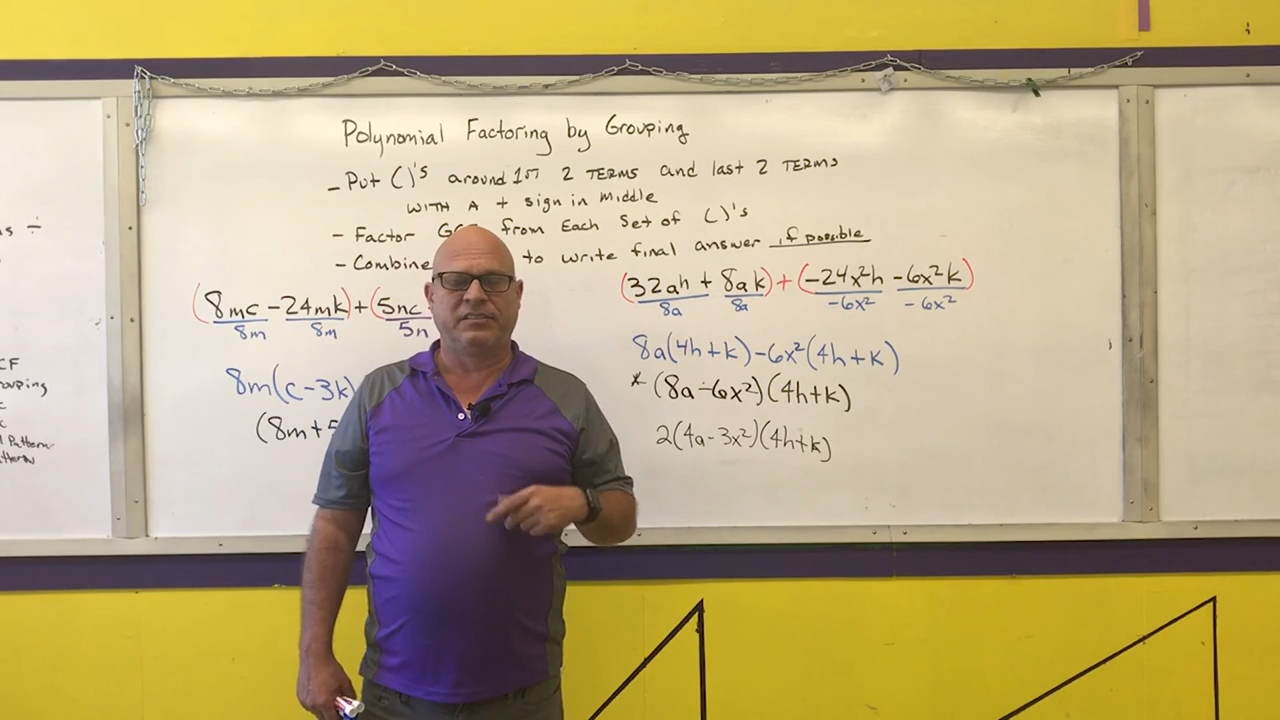 Polynomial Factoring by Grouping
- Put ( )'s around 1st 2 TERMS and last 2 TERMS
WITH A + sign in Middle
- Factor from Each Set of ( )'s
- Combine to write final answer if possible
(8mc - 24mk) + (5nc
8m 8m 5n
8m(c - 3k)
(8m + 5
(32ah + 8ak) + (-24x²h - 6x²k)
8a 8a -6x² -6x²
8a(4h + k) - 6x²(4h + k)
* (8a - 6x²)(4h + k)
2(4a - 3x²)(4h + k)
s ÷
CF
ouping
c
c
Pattern
attern